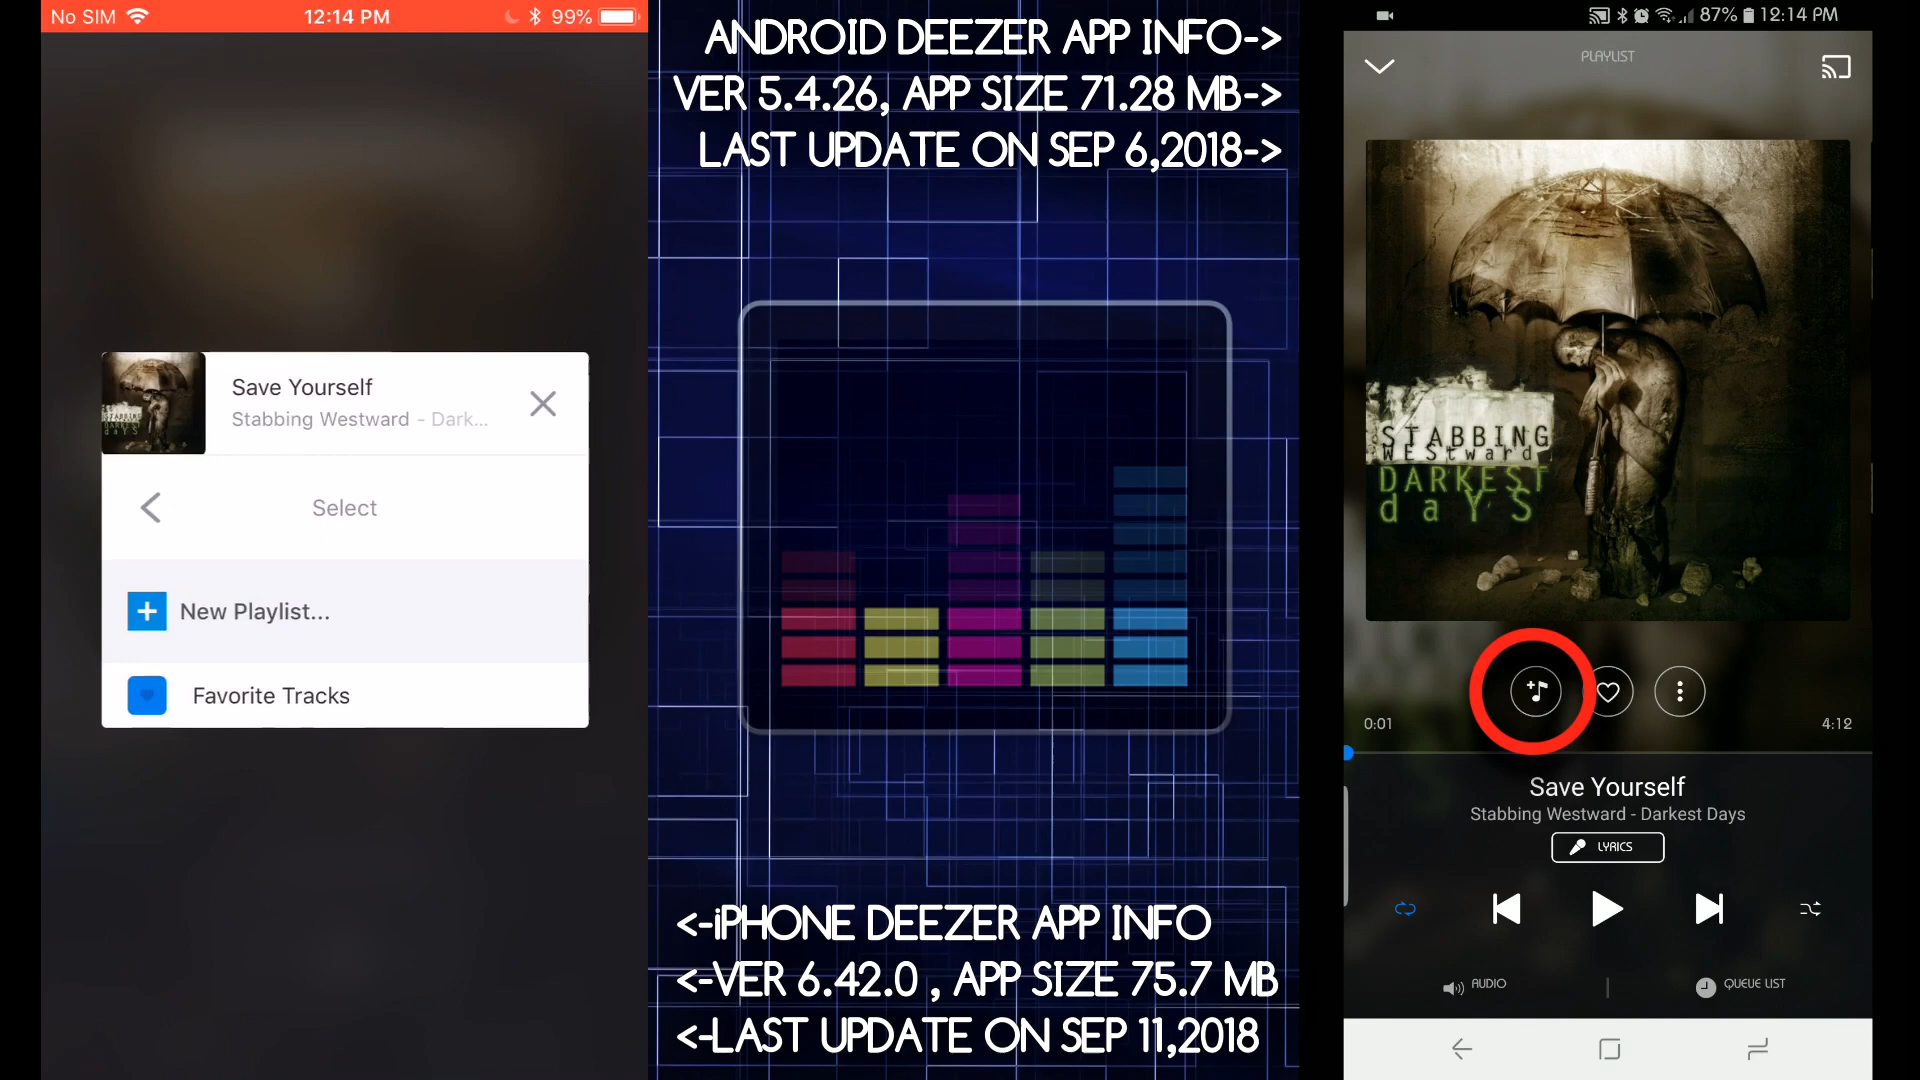 No SIM 12:14 PM 99%
Save Yourself
Stabbing Westward - Dark...
Select
New Playlist...
Favorite Tracks
ANDROID DEEZER APP INFO->
VER 5.4.26, APP SIZE 71.28 MB->
LAST UPDATE ON SEP 6,2018->
<-iPHONE DEEZER APP INFO
<-VER 6.42.0 , APP SIZE 75.7 MB
<-LAST UPDATE ON SEP 11,2018
87% 12:14 PM
PLAYLIST
STABBING
WEStward
DARKEST
daYS
0:01 4:12
Save Yourself
Stabbing Westward - Darkest Days
LYRICS
AUDIO | QUEUE LIST